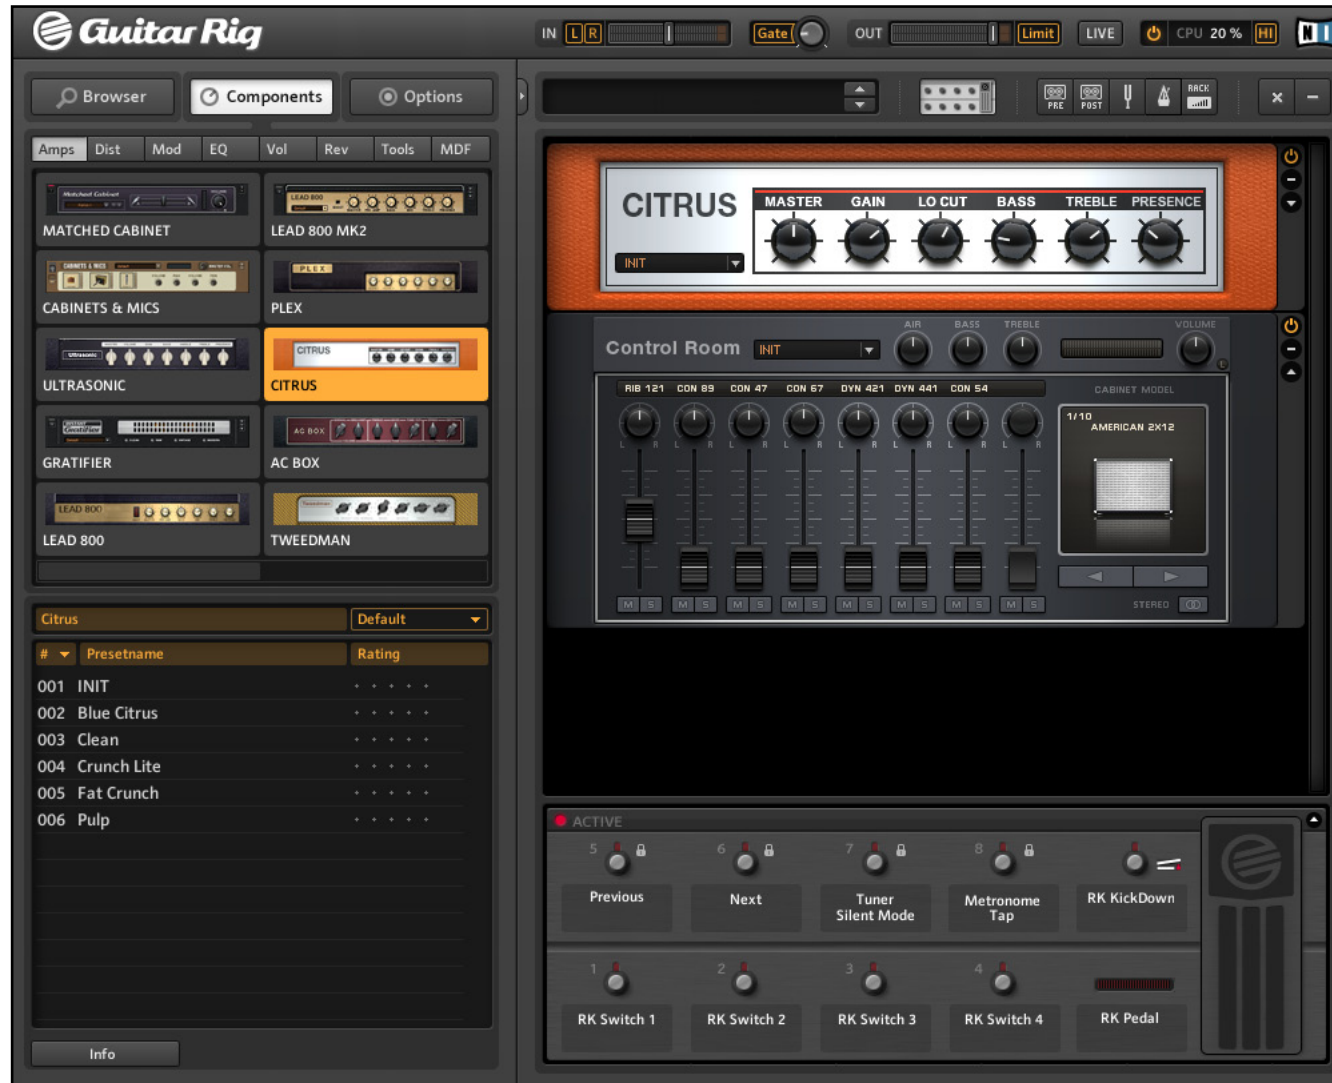 Guitar Rig
IN L R Gate OUT Limit LIVE CPU 20 % HI NI
Browser Components Options
PRE POST RACK
Amps Dist Mod EQ Vol Rev Tools MDF
MATCHED CABINET
LEAD 800 MK2
CABINETS & MICS
PLEX
ULTRASONIC
CITRUS
GRATIFIER
AC BOX
LEAD 800
TWEEDMAN
CITRUS
MASTER GAIN LO CUT BASS TREBLE PRESENCE
INIT
Control Room INIT
AIR BASS TREBLE VOLUME
RIB 121 CON 89 CON 47 CON 67 DYN 421 DYN 441 CON 54
CABINET MODEL
L R L R L R L R L R L R L R L R
1/10
AMERICAN 2X12
M S M S M S M S M S M S M S M S
STEREO
Citrus Default
# Presetname Rating
001 INIT
002 Blue Citrus
003 Clean
004 Crunch Lite
005 Fat Crunch
006 Pulp
Info
ACTIVE
5 6 7 8
Previous
Next
Tuner
Silent Mode
Metronome
Tap
RK KickDown
1 2 3 4
RK Switch 1
RK Switch 2
RK Switch 3
RK Switch 4
RK Pedal